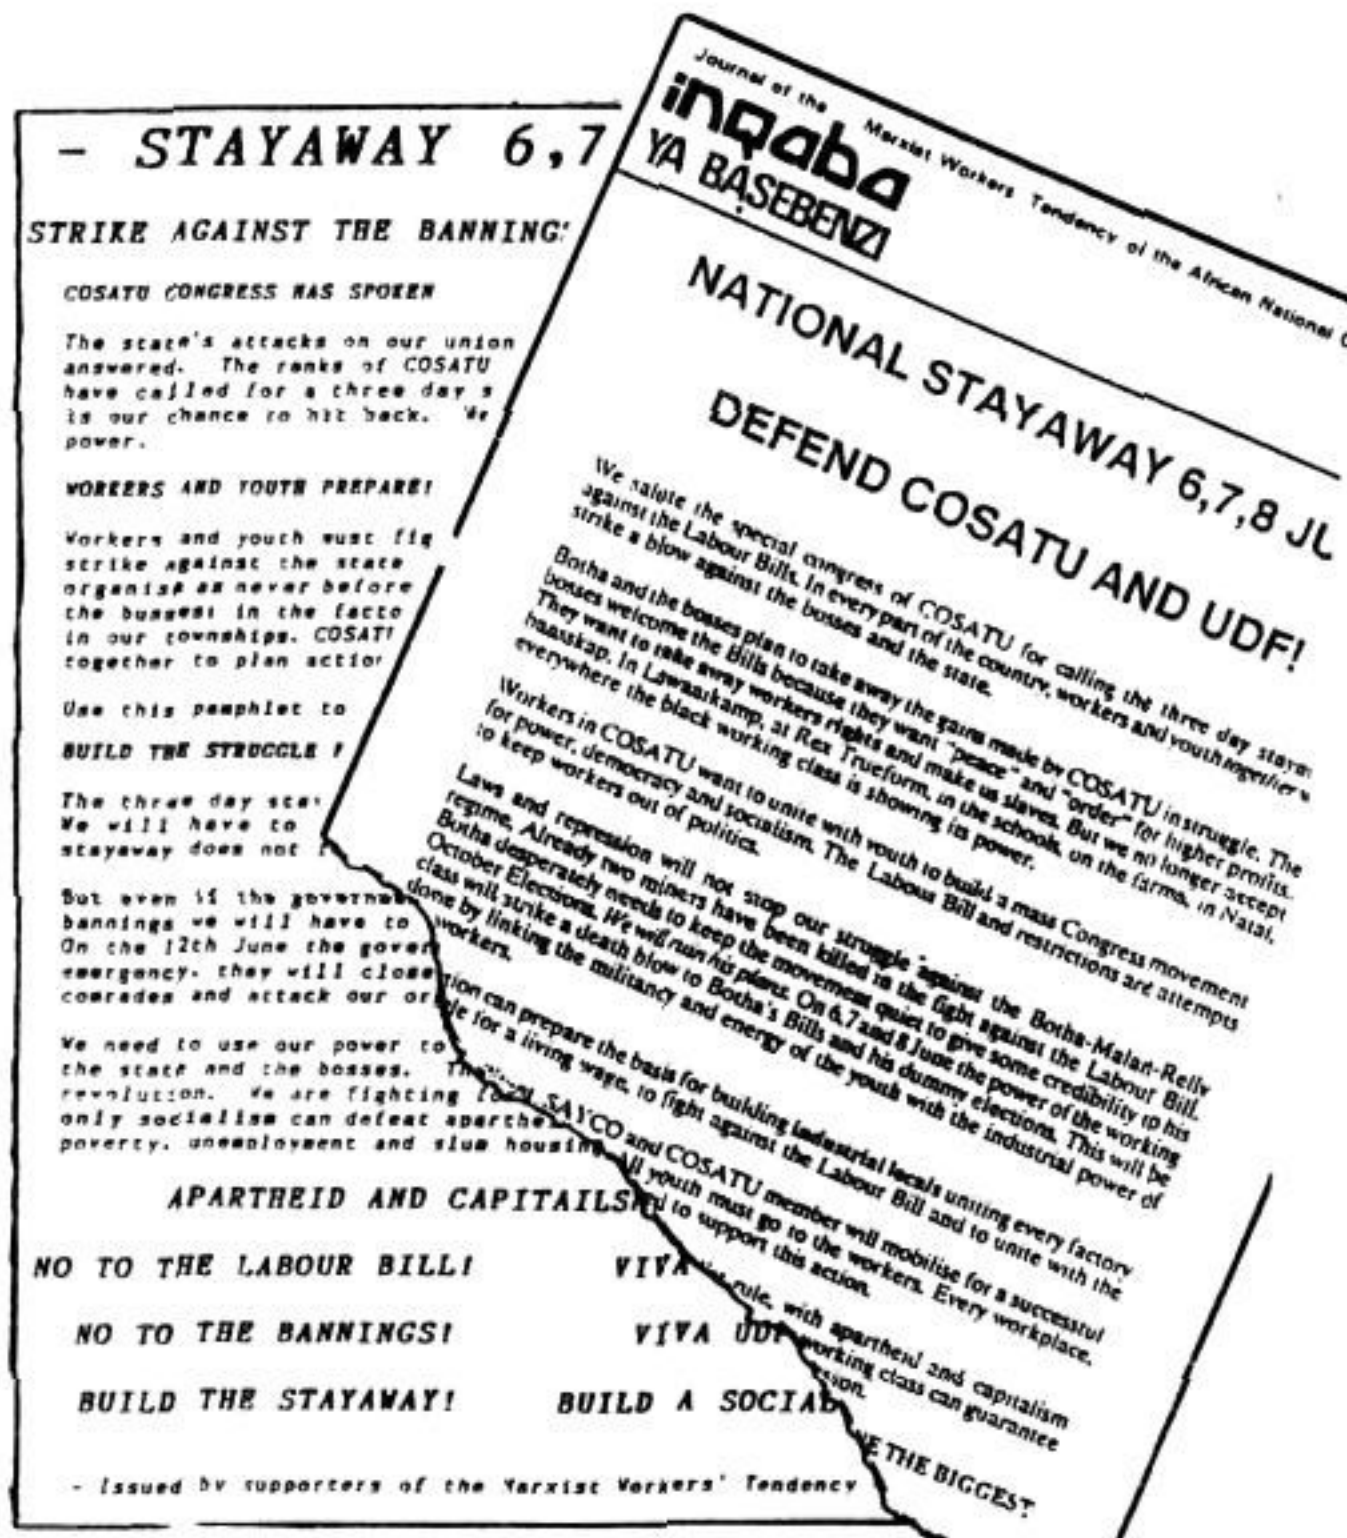 - STAYAWAY 6,7
STRIKE AGAINST THE BANNINGS
COSATU CONGRESS HAS SPOKEN
The state's attacks on our union
answered. The ranks of COSATU
have called for a three day s
is our chance to hit back. We
power.
WORKERS AND YOUTH PREPARE!
Workers and youth must fig
strike against the state
organise as never before
the bussest in the facto
in our townships. COSATU
together to plan action
Use this pamphlet to
BUILD THE STRUGGLE
The three day stay
We will have to
stayaway does not
But even if the governme
bannings we will have to
On the 12th June the govern
emergency. they will close
comrades and attack our or
We need to use our power to
the state and the bosses.
revolution. We are fighting
only socialism can defeat aparthe
poverty, unemployment and slum housing.
APARTHEID AND CAPITAILS
NO TO THE LABOUR BILL! VIVA
NO TO THE BANNINGS! VIVA UDF
BUILD THE STAYAWAY! BUILD A SOCIAL
- Issued by supporters of the Marxist Workers' Tendency
Journal of the Marxist Workers Tendency of the African National C
inqaba
YA BASEBENZI
NATIONAL STAYAWAY 6,7,8 JU
DEFEND COSATU AND UDF!
We salute the special congress of COSATU for calling the three day stayaw
against the Labour Bills. In every part of the country, workers and youth together w
strike a blow against the bosses and the state.
Botha and the bosses plan to take away the gains made by COSATU in struggle. The
bosses welcome the Bills because they want "peace" and "order" for higher profits.
They want to take away workers rights and make us slaves. But we no longer accept
baasskap. In Lawaaikamp, at Rex Trueform, in the schools, on the farms, in Natal,
everywhere the black working class is showing its power.
Workers in COSATU want to unite with youth to build a mass Congress movement
for power, democracy and socialism. The Labour Bill and restrictions are attempts
to keep workers out of politics.
Laws and repression will not stop our struggle against the Botha-Malan-Relly
regime. Already two miners have been killed in the fight against the Labour Bill.
Botha desperately needs to keep the movement quiet to give some credibility to his
October Elections. We will ruin his plans. On 6,7 and 8 June the power of the working
class will strike a death blow to Botha's Bills and his dummy elections. This will be
done by linking the militancy and energy of the youth with the industrial power of
workers.
tion can prepare the basis for building industrial locals uniting every factory
le for a living wage, to fight against the Labour Bill and to unite with the
SAYCO and COSATU member will mobilise for a successful
All youth must go to the workers. Every workplace,
d to support this action.
rule, with apartheid and capitalism
working class can guarantee
ssion.
NE THE BIGGEST